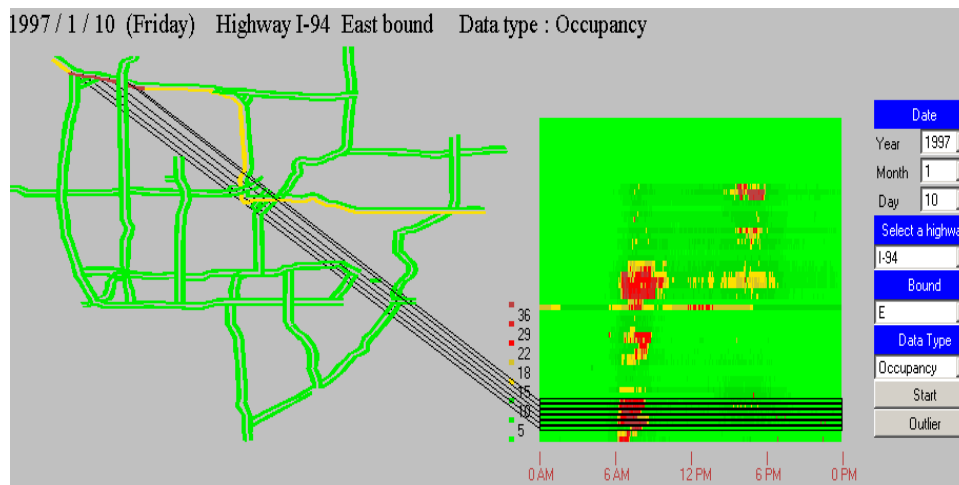 1997 / 1 / 10 (Friday) Highway I-94 East bound Data type : Occupancy
36
29
22
18
15
10
5
0 AM 6 AM 12 PM 6 PM 0 PM
Date
Year 1997
Month 1
Day 10
Select a highwa
I-94
Bound
E
Data Type
Occupancy
Start
Outlier